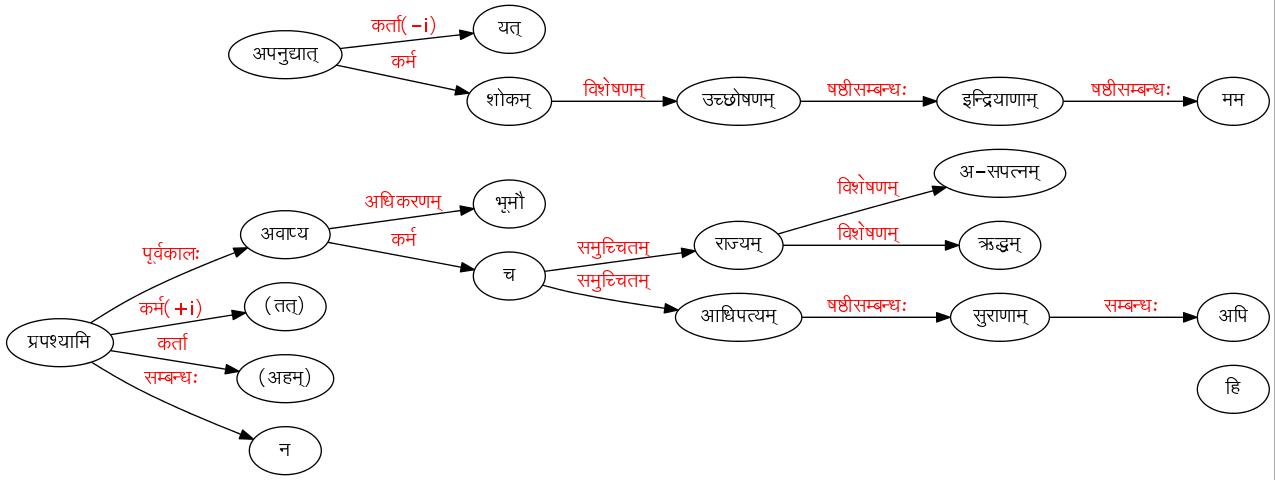 कर्ता(-i)
यत्
अपनुद्यात्
कर्म
शोकम्
विशेषणम्
उच्छोषणम्
षष्ठीसम्बन्धः
इन्द्रियाणाम्
षष्ठीसम्बन्धः
मम
अ-सपत्नम्
विशेषणम्
अधिकरणम्
भूमौ
अवाप्य
कर्म
समुच्चितम्
राज्यम्
विशेषणम्
ऋद्धम्
पूर्वकालः
च
समुच्चितम्
कर्म(+i)
(तत्)
आधिपत्यम्
षष्ठीसम्बन्धः
सुराणाम्
सम्बन्धः
अपि
प्रपश्यामि
कर्ता
(अहम्)
सम्बन्धः
हि
न